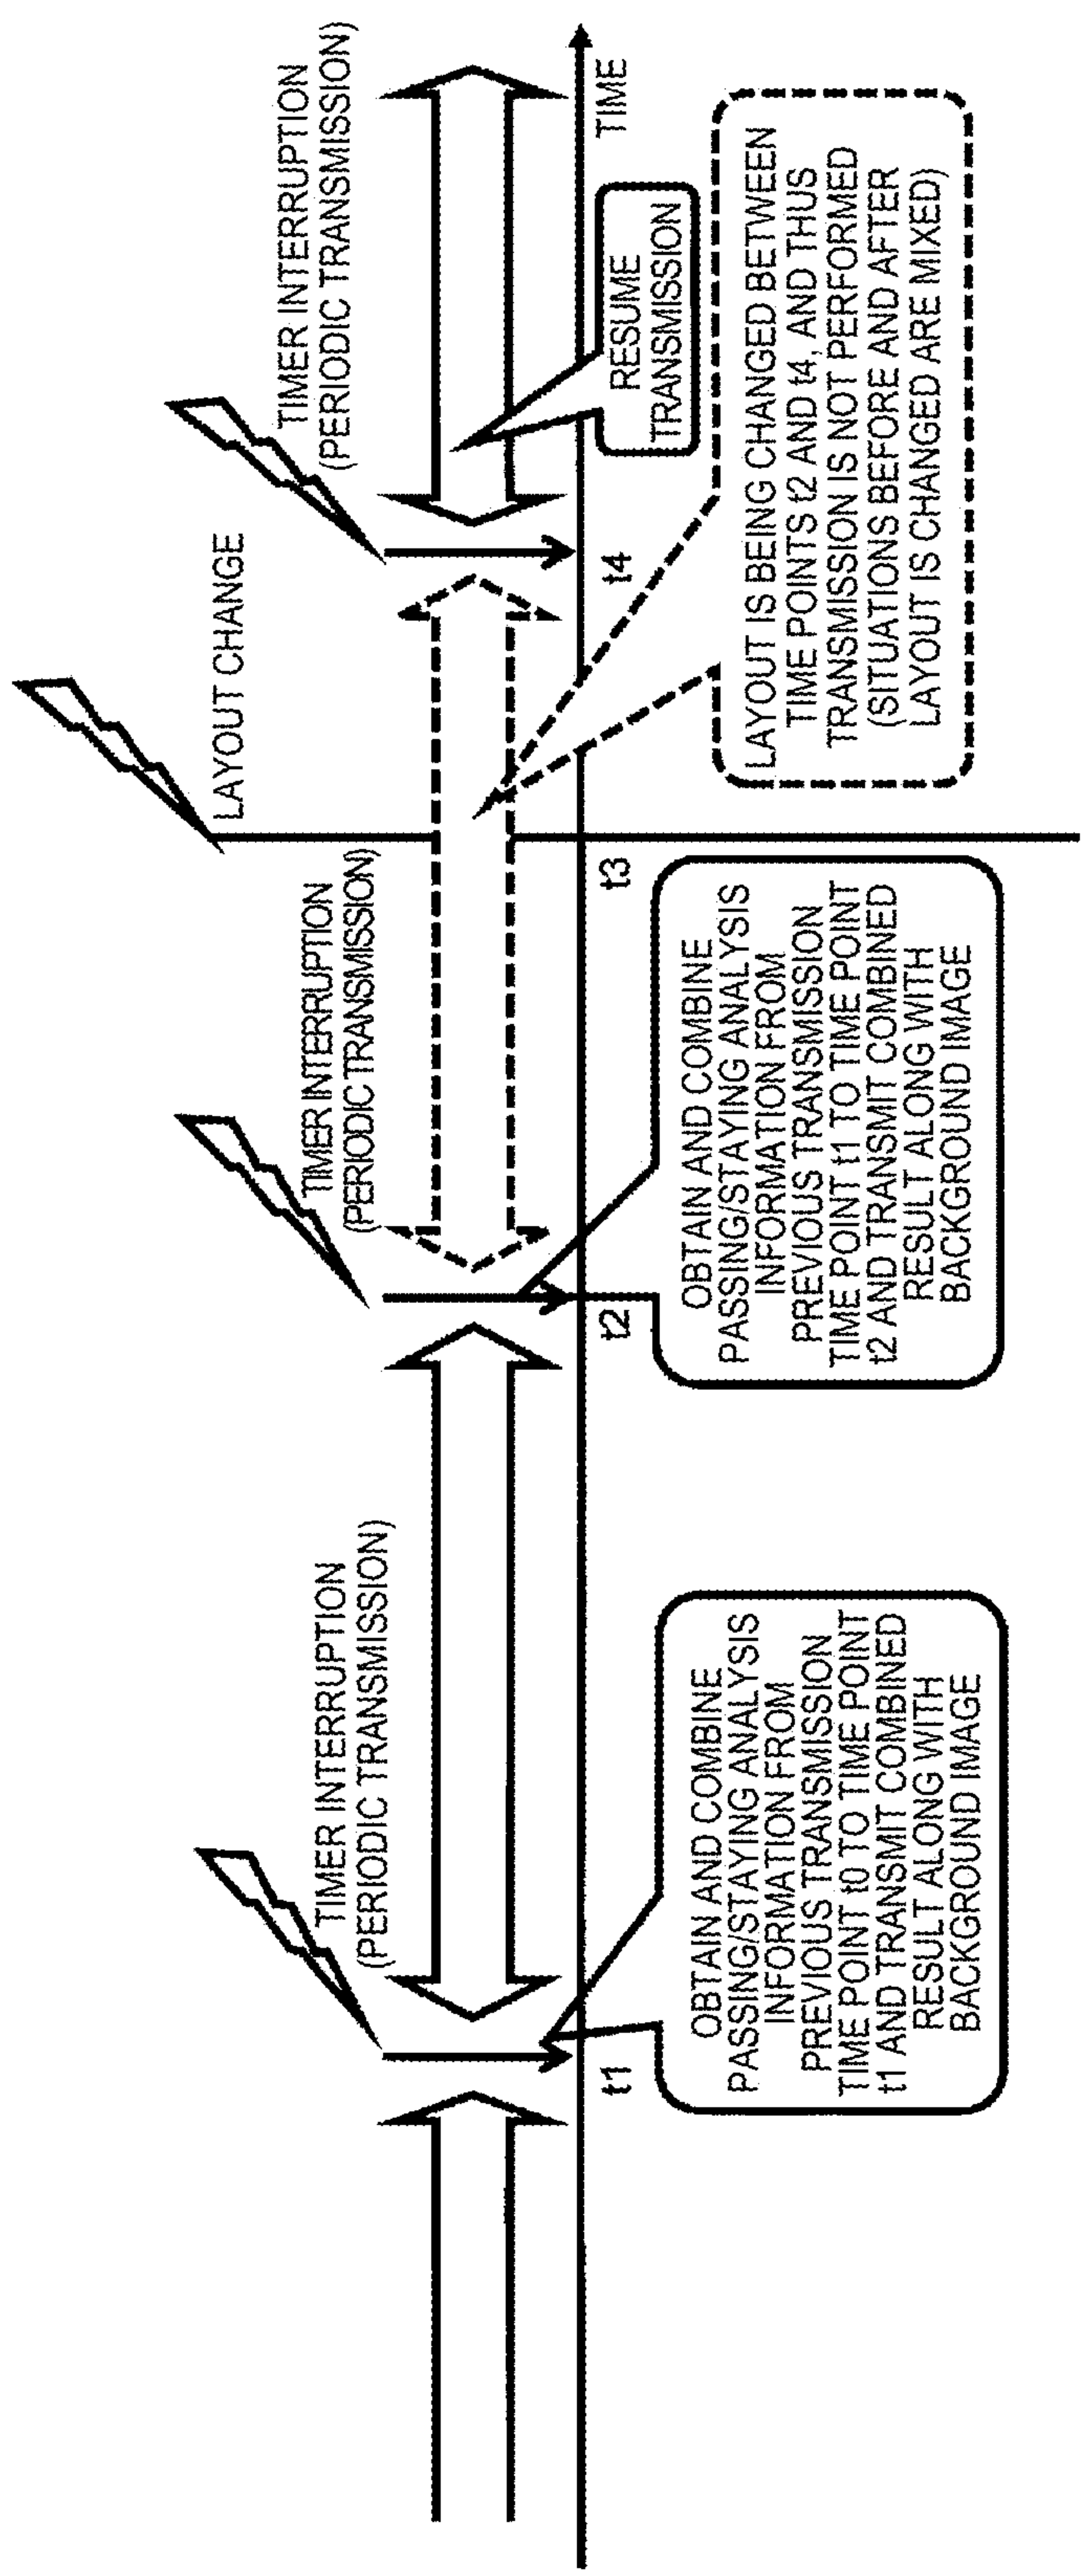 TIMER INTERRUPTION
(PERIODIC TRANSMISSION)
t1
OBTAIN AND COMBINE
PASSING/STAYING ANALYSIS
INFORMATION FROM
PREVIOUS TRANSMISSION
TIME POINT t0 TO TIME POINT
t1 AND TRANSMIT COMBINED
RESULT ALONG WITH
BACKGROUND IMAGE
TIMER INTERRUPTION
(PERIODIC TRANSMISSION)
t2
OBTAIN AND COMBINE
PASSING/STAYING ANALYSIS
INFORMATION FROM
PREVIOUS TRANSMISSION
TIME POINT t1 TO TIME POINT
t2 AND TRANSMIT COMBINED
RESULT ALONG WITH
BACKGROUND IMAGE
LAYOUT CHANGE
t3
LAYOUT IS BEING CHANGED BETWEEN
TIME POINTS t2 AND t4, AND THUS
TRANSMISSION IS NOT PERFORMED
(SITUATIONS BEFORE AND AFTER
LAYOUT IS CHANGED ARE MIXED)
TIMER INTERRUPTION
(PERIODIC TRANSMISSION)
t4
RESUME
TRANSMISSION
TIME